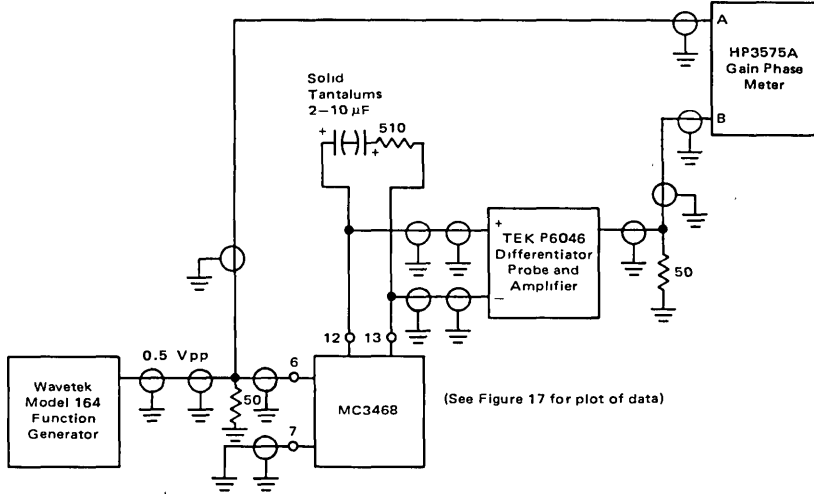 A
HP3575A
Gain Phase
Meter
B
Solid
Tantalums
2–10 μF
+
510
+
+
TEK P6046
Differentiator
Probe and
Amplifier
–
50
12
13
0.5 Vpp
6
Wavetek
Model 164
Function
Generator
50
MC3468
7
(See Figure 17 for plot of data)